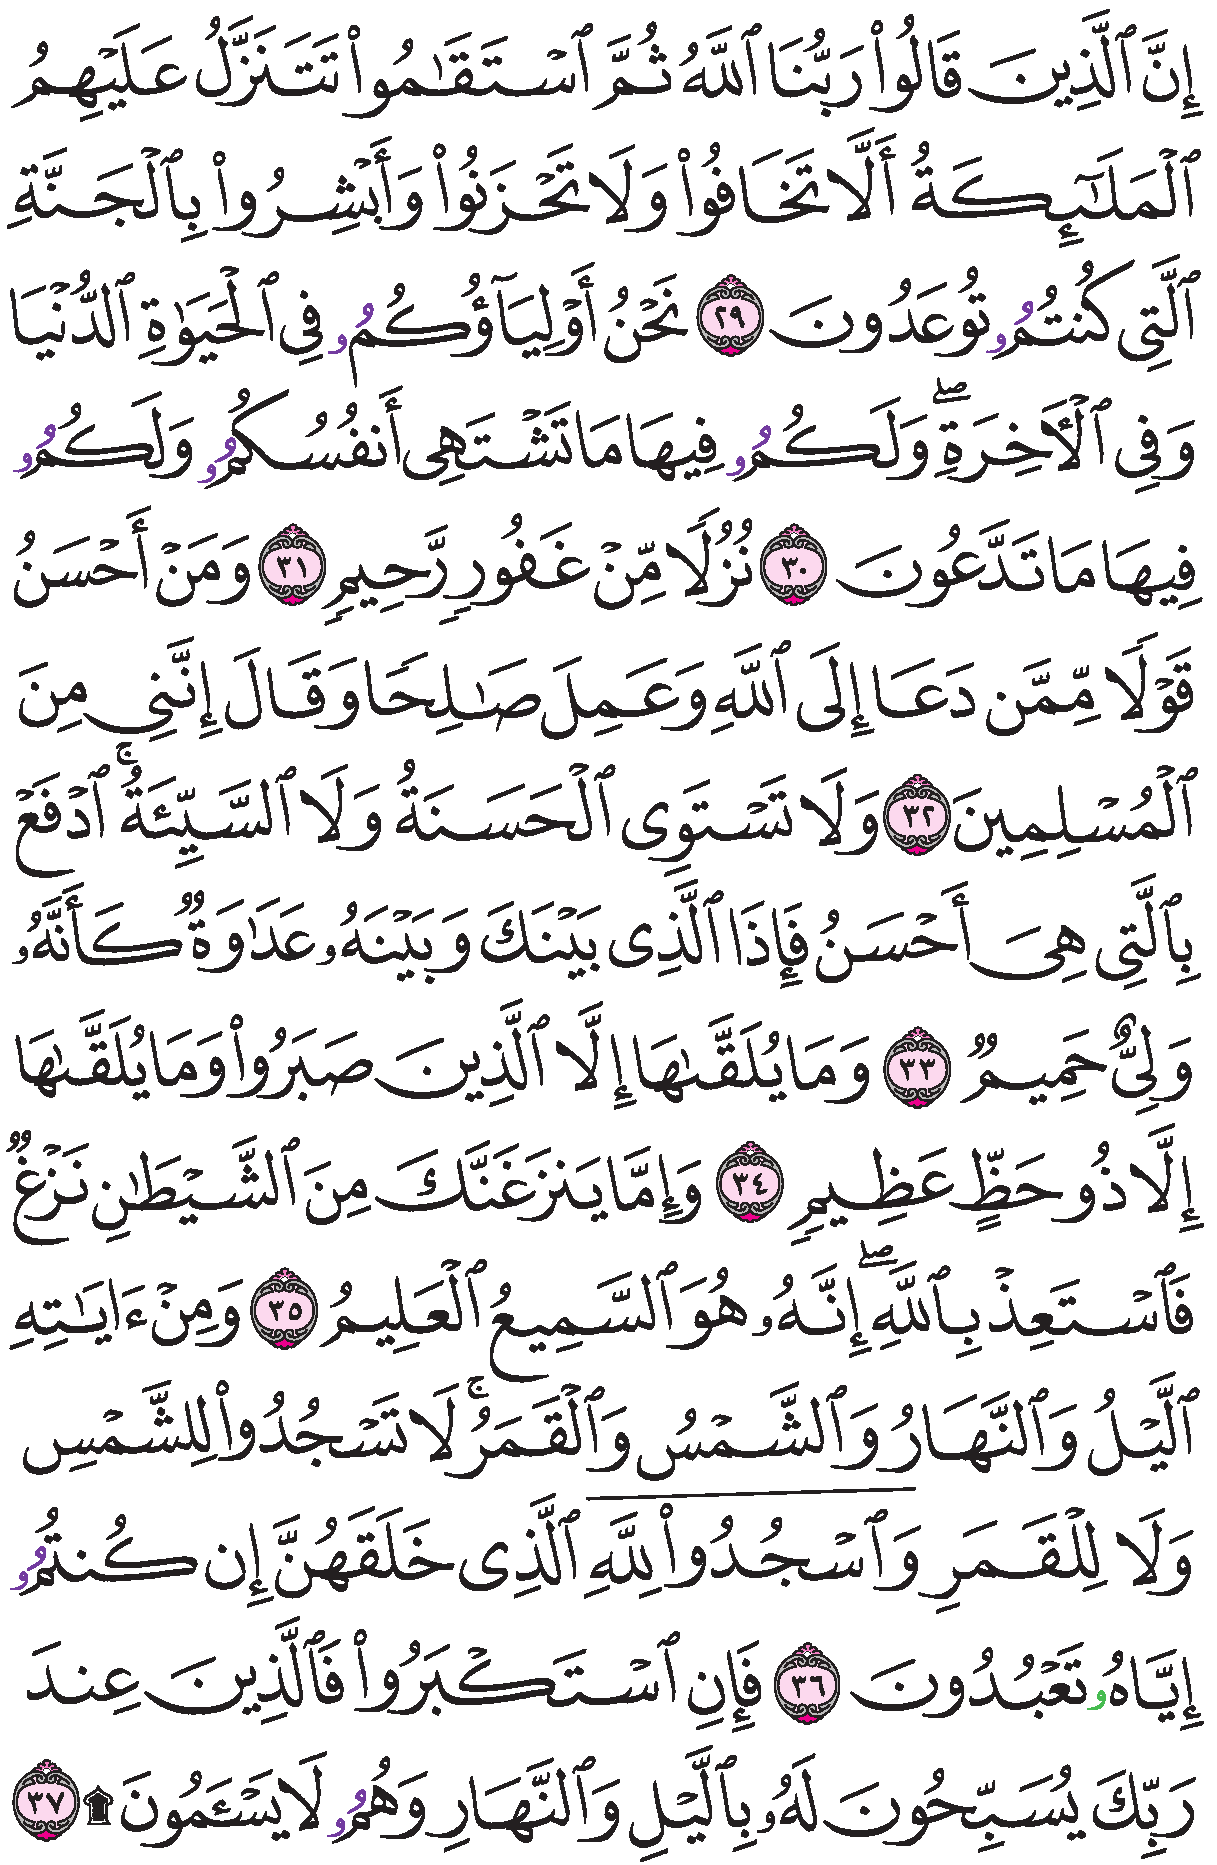 إِنَّ ٱلَّذِينَ قَالُواْ رَبُّنَا ٱللَّهُ ثُمَّ ٱسْتَقَٰمُواْ تَتَنَزَّلُ عَلَيْهِمُ
ٱلْمَلَٰٓئِكَةُ أَلَّا تَخَافُواْ وَلَا تَحْزَنُواْ وَأَبْشِرُواْ بِالْجَنَّةِ
ٱلَّتِي كُنتُمُۥ تُوعَدُونَ ٢٩ نَحْنُ أَوْلِيَآؤُكُمُۥ فِي ٱلْحَيَوٰةِ ٱلدُّنْيَا
وَفِي ٱلْأَخِرَةِۖ وَلَكُمُۥ فِيهَا مَا تَشْتَهِي أَنفُسُكُمُۥ وَلَكُمُۥ
فِيهَا مَا تَدَّعُونَ ٣٠ نُزُلًا مِّنْ غَفُورٍ رَّحِيمٍ ٣١ وَمَنْ أَحْسَنُ
قَوْلًا مِّمَّن دَعَا إِلَى ٱللَّهِ وَعَمِلَ صَٰلِحًا وَقَالَ إِنَّنِي مِنَ
ٱلْمُسْلِمِينَ ٣٢ وَلَا تَسْتَوِى ٱلْحَسَنَةُ وَلَا ٱلسَّيِّئَةُۚ ٱدْفَعْ
بِٱلَّتِي هِيَ أَحْسَنُ فَإِذَا ٱلَّذِى بَيْنَكَ وَبَيْنَهُۥ عَدَٰوَةٌ كَأَنَّهُۥ
وَلِيٌّ حَمِيمٌ ٣٣ وَمَا يُلَقَّىٰهَا إِلَّا ٱلَّذِينَ صَبَرُواْ وَمَا يُلَقَّىٰهَا
إِلَّا ذُو حَظٍّ عَظِيمٍ ٣٤ وَإِمَّا يَنزَغَنَّكَ مِنَ ٱلشَّيْطَٰنِ نَزْغٌ
فَٱسْتَعِذْ بِٱللَّهِۖ إِنَّهُۥ هُوَ ٱلسَّمِيعُ ٱلْعَلِيمُ ٣٥ وَمِنْ ءَايَٰتِهِ
ٱلَّيْلُ وَٱلنَّهَارُ وَٱلشَّمْسُ وَٱلْقَمَرُۚ لَا تَسْجُدُواْ لِلشَّمْسِ
وَلَا لِلْقَمَرِ وَٱسْجُدُواْ لِلَّهِ ٱلَّذِى خَلَقَهُنَّ إِن كُنتُمُۥ
إِيَّاهُۥ تَعْبُدُونَ ٣٦ فَإِنِ ٱسْتَكْبَرُواْ فَٱلَّذِينَ عِندَ
رَبِّكَ يُسَبِّحُونَ لَهُۥ بِٱلَّيْلِ وَٱلنَّهَارِ وَهُمُۥ لَا يَسْـَٔمُونَ ۩ ٣٧